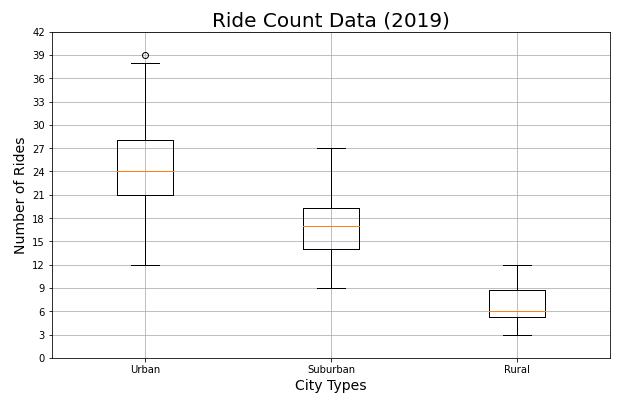 Ride Count Data (2019)
Number of Rides
42
39
36
33
30
27
24
21
18
15
12
9
6
3
0
Urban
Suburban
Rural
City Types